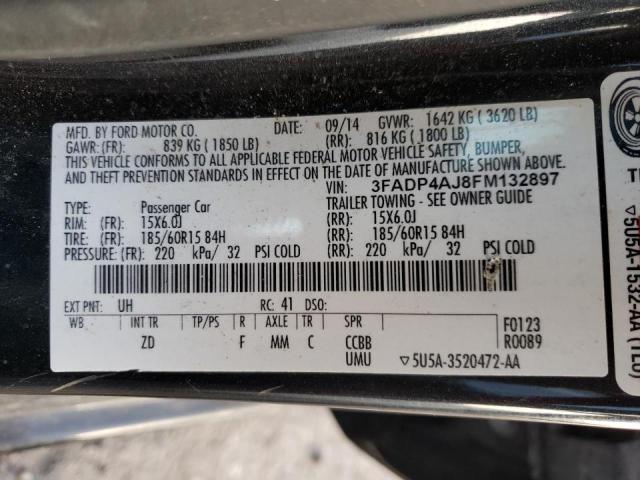 MFD. BY FORD MOTOR CO. DATE: 09/14 GVWR: 1642 KG ( 3620 LB)
GAWR: (FR): 839 KG ( 1850 LB) (RR): 816 KG ( 1800 LB)
THIS VEHICLE CONFORMS TO ALL APPLICABLE FEDERAL MOTOR VEHICLE SAFETY, BUMPER,
AND THEFT PREVENTION STANDARDS IN EFFECT ON THE DATE OF MANUFACTURE SHOWN ABOVE.
VIN: 3FADP4AJ8FM132897
TYPE: Passenger Car TRAILER TOWING - SEE OWNER GUIDE
RIM: (FR): 15X6.0J (RR): 15X6.0J
TIRE: (FR): 185/60R15 84H (RR): 185/60R15 84H
PRESSURE: (FR): 220 kPa/ 32 PSI COLD (RR): 220 kPa/ 32 PSI COLD
EXT PNT: UH RC: 41 DSO:
WB INT TR TP/PS R AXLE TR SPR F0123
ZD F MM C CCBB R0089
UMU ▽5U5A-3520472-AA
▽5U5A-1532-AA